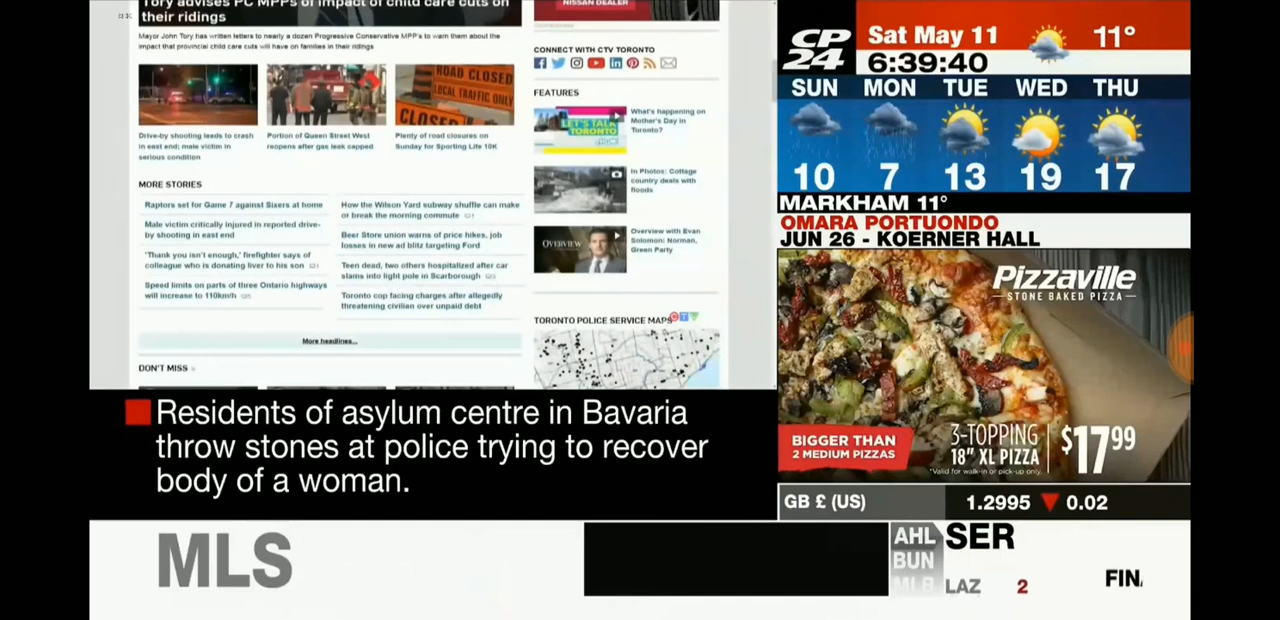 Tory advises PC MPPs of impact of child care cuts on
their ridings
Mayor John Tory has written letters to nearly a dozen Progressive Conservative MPP's to warn them about the
impact that provincial child care cuts will have on families in their ridings
ROAD CLOSED
LOCAL TRAFFIC ONLY
CLOSED
Drive-by shooting leads to crash
in east end; male victim in
serious condition
Portion of Queen Street West
reopens after gas leak capped
Plenty of road closures on
Sunday for Sporting Life 10K
MORE STORIES
Raptors set for Game 7 against Sixers at home
Male victim critically injured in reported drive-
by shooting in east end
'Thank you isn't enough,' firefighter says of
colleague who is donating liver to his son
Speed limits on parts of three Ontario highways
will increase to 110km/h
How the Wilson Yard subway shuffle can make
or break the morning commute
Beer Store union warns of price hikes, job
losses in new ad blitz targeting Ford
Teen dead, two others hospitalized after car
slams into light pole in Scarborough
Toronto cop facing charges after allegedly
threatening civilian over unpaid debt
More headlines...
DON'T MISS
NISSAN DEALER
CONNECT WITH CTV TORONTO
FEATURES
LET'S TALK
TORONTO
What's happening on
Mother's Day in
Toronto?
In Photos: Cottage
country deals with
floods
OVERVIEW
Overview with Evan
Solomon: Norman,
Green Party
TORONTO POLICE SERVICE MAPS
CTV
Residents of asylum centre in Bavaria
throw stones at police trying to recover
body of a woman.
CP
24
Sat May 11
11°
6:39:40
SUN MON TUE WED THU
10 7 13 19 17
MARKHAM 11°
OMARA PORTUONDO
JUN 26 - KOERNER HALL
Pizzaville
STONE BAKED PIZZA
BIGGER THAN
2 MEDIUM PIZZAS
3-TOPPING
18" XL PIZZA
$17.99
*Valid for walk-in or pick-up only.
GB £ (US) 1.2995 0.02
MLS
AHL
BUN
MLB
SER
LAZ 2
FIN